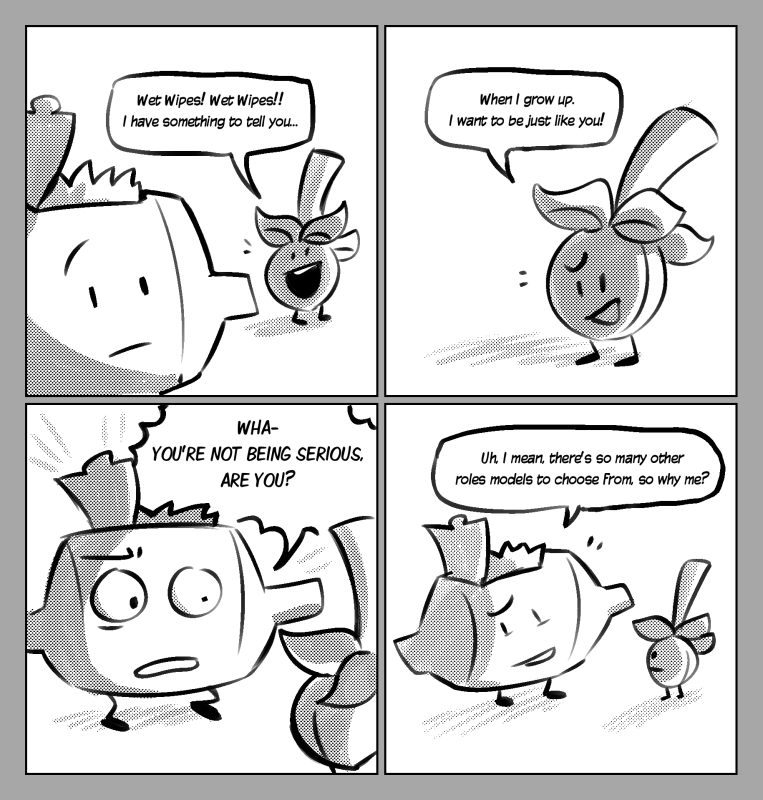 Wet Wipes! Wet Wipes!!
I have something to tell you...
When I grow up.
I want to be just like you!
WHA-
YOU'RE NOT BEING SERIOUS,
ARE YOU?
Uh, I mean, there's so many other
roles models to choose from, so why me?